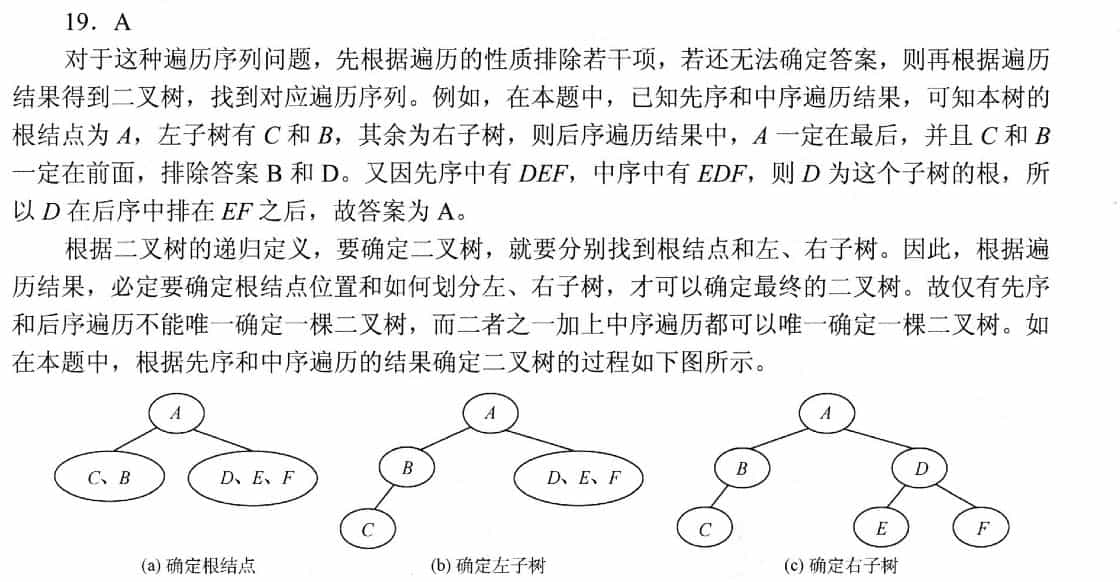 19．A
对于这种遍历序列问题，先根据遍历的性质排除若干项，若还无法确定答案，则再根据遍历
结果得到二叉树，找到对应遍历序列。例如，在本题中，已知先序和中序遍历结果，可知本树的
根结点为 A，左子树有 C 和 B，其余为右子树，则后序遍历结果中，A 一定在最后，并且 C 和 B
一定在前面，排除答案 B 和 D。又因先序中有 DEF，中序中有 EDF，则 D 为这个子树的根，所
以 D 在后序中排在 EF 之后，故答案为 A。
根据二叉树的递归定义，要确定二叉树，就要分别找到根结点和左、右子树。因此，根据遍
历结果，必定要确定根结点位置和如何划分左、右子树，才可以确定最终的二叉树。故仅有先序
和后序遍历不能唯一确定一棵二叉树，而二者之一加上中序遍历都可以唯一确定一棵二叉树。如
在本题中，根据先序和中序遍历的结果确定二叉树的过程如下图所示。
A
C、B
D、E、F
(a) 确定根结点
A
B
D、E、F
C
(b) 确定左子树
A
B
D
C
E
F
(c) 确定右子树